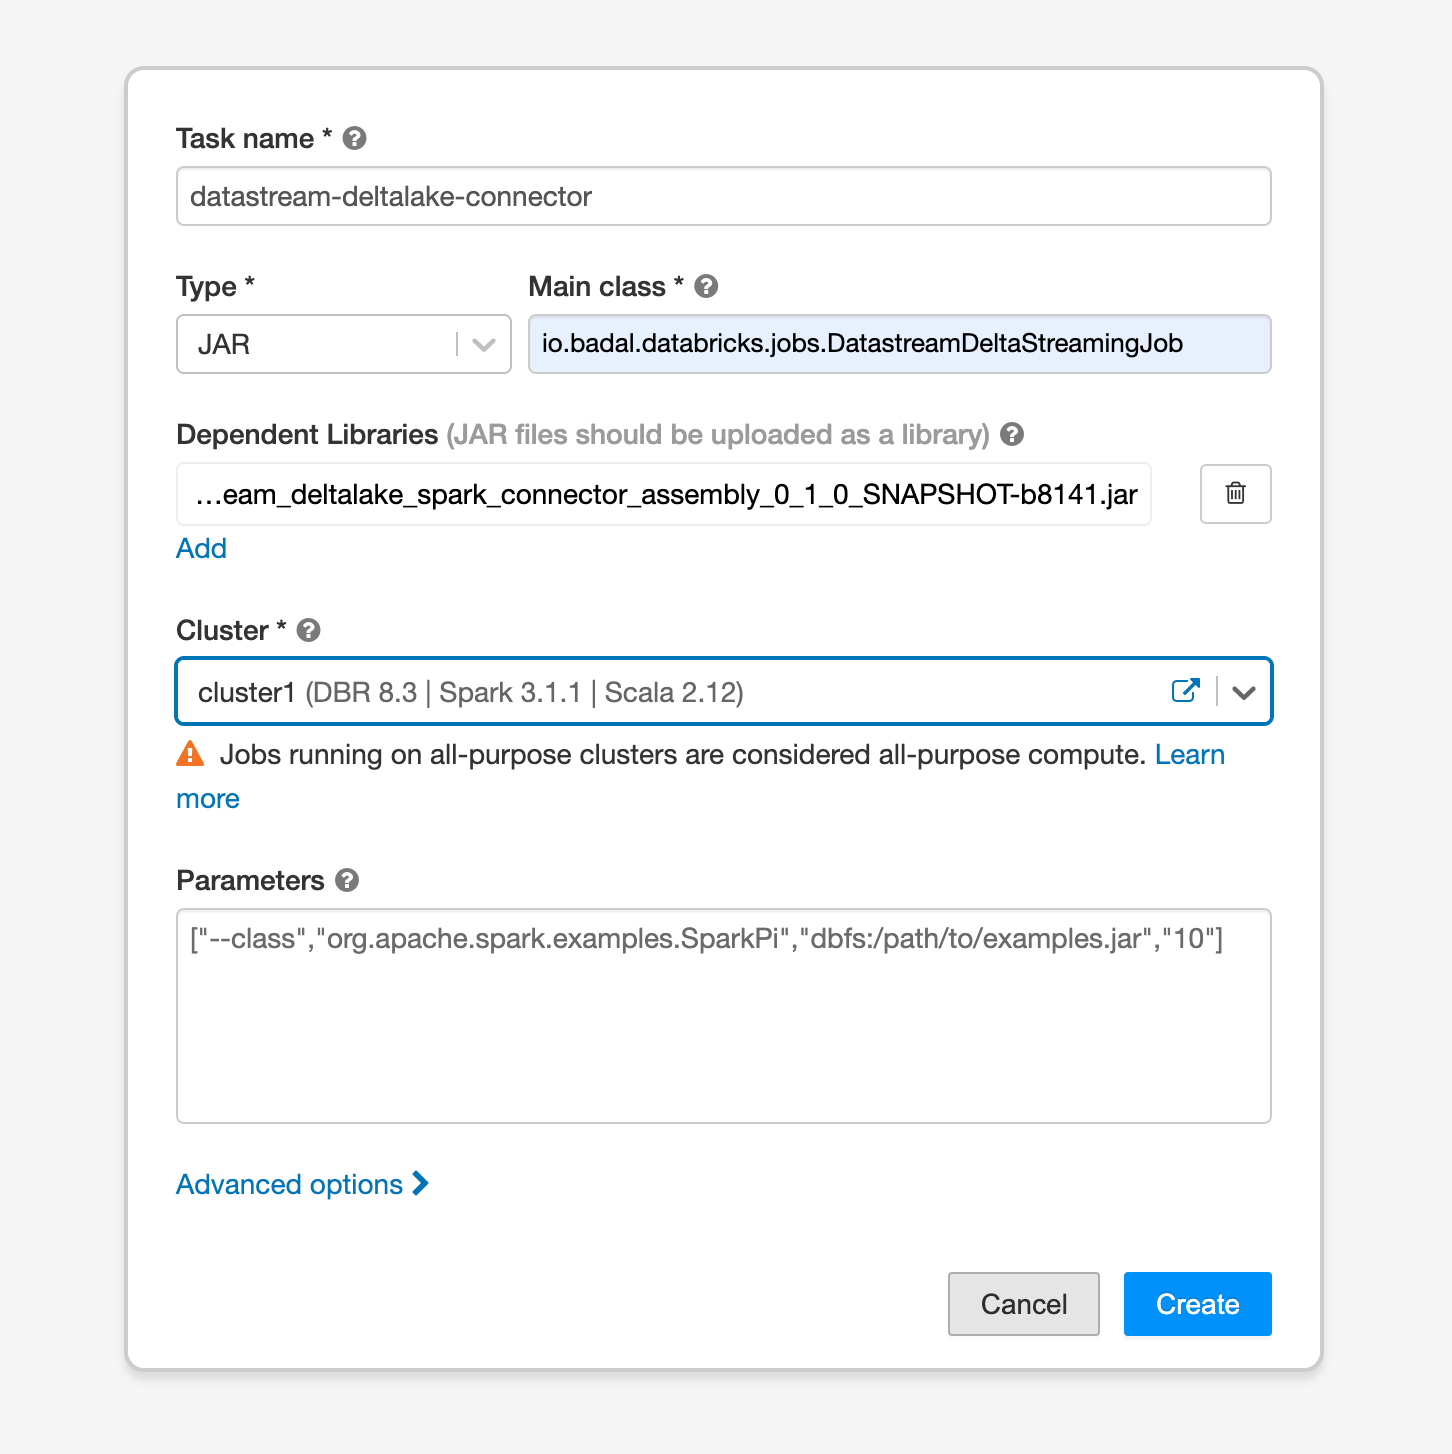 Task name *
datastream-deltalake-connector
Type * Main class *
JAR io.badal.databricks.jobs.DatastreamDeltaStreamingJob
Dependent Libraries (JAR files should be uploaded as a library)
...eam_deltalake_spark_connector_assembly_0_1_0_SNAPSHOT-b8141.jar
Add
Cluster *
cluster1 (DBR 8.3 | Spark 3.1.1 | Scala 2.12)
Jobs running on all-purpose clusters are considered all-purpose compute. Learn
more
Parameters
["--class","org.apache.spark.examples.SparkPi","dbfs:/path/to/examples.jar","10"]
Advanced options
Cancel Create